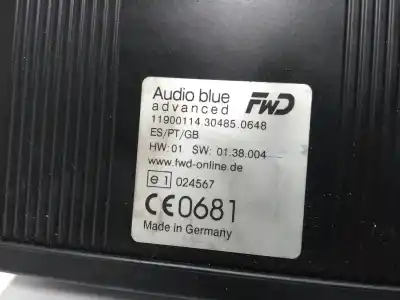 Audio blue
advanced FWD
11900114.30485.0648
ES/PT/GB
HW: 01 SW: 01.38.004
www.fwd-online.de
e 1 024567
CE0681
Made in Germany